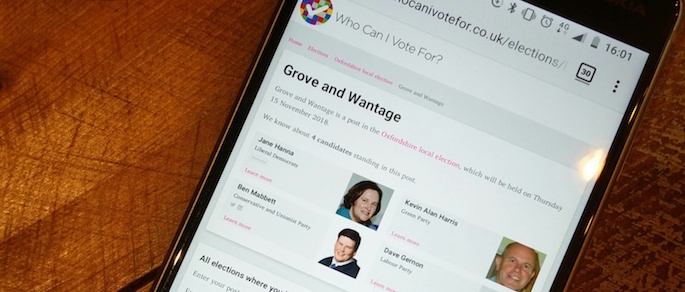 NOKIA
4G
16:01
ocanivotefor.co.uk/elections/
30
Who Can I Vote For?
Home Elections Oxfordshire local election Grove and Wantage
Grove and Wantage
Grove and Wantage is a post in the Oxfordshire local election, which will be held on Thursday
15 November 2018.
We know about 4 candidates standing in this post.
Jane Hanna
Liberal Democrats
Learn more
Kevin Alan Harris
Green Party
Learn more
Ben Mabbett
Conservative and Unionist Party
Learn more
Dave Gernon
Labour Party
Learn more
All elections where you
Enter your post